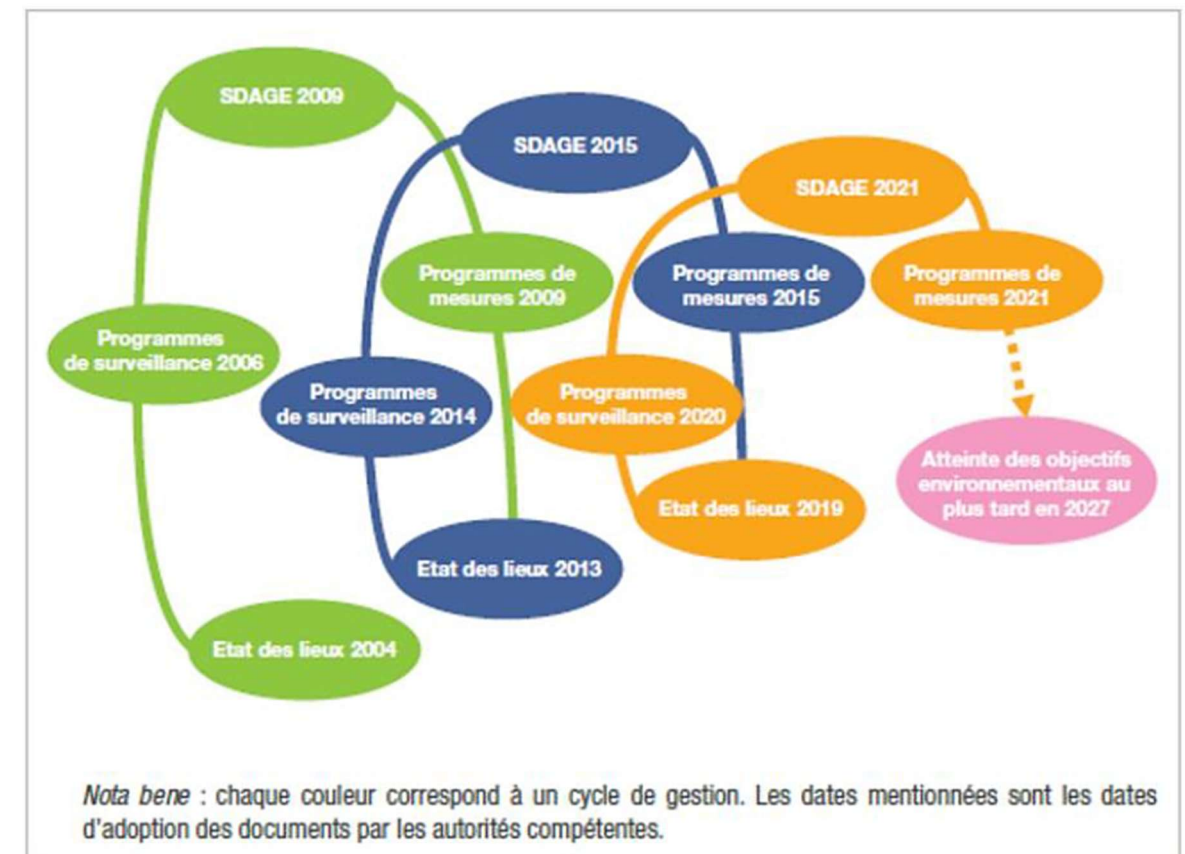 SDAGE 2009
SDAGE 2015
SDAGE 2021
Programmes de
mesures 2009
Programmes de
mesures 2015
Programmes de
mesures 2021
Programmes
de surveillance 2006
Programmes
de surveillance 2014
Programmes
de surveillance 2020
Atteinte des objectifs
environnementaux au
plus tard en 2027
Etat des lieux 2019
Etat des lieux 2013
Etat des lieux 2004
Nota bene : chaque couleur correspond à un cycle de gestion. Les dates mentionnées sont les dates
d'adoption des documents par les autorités compétentes.